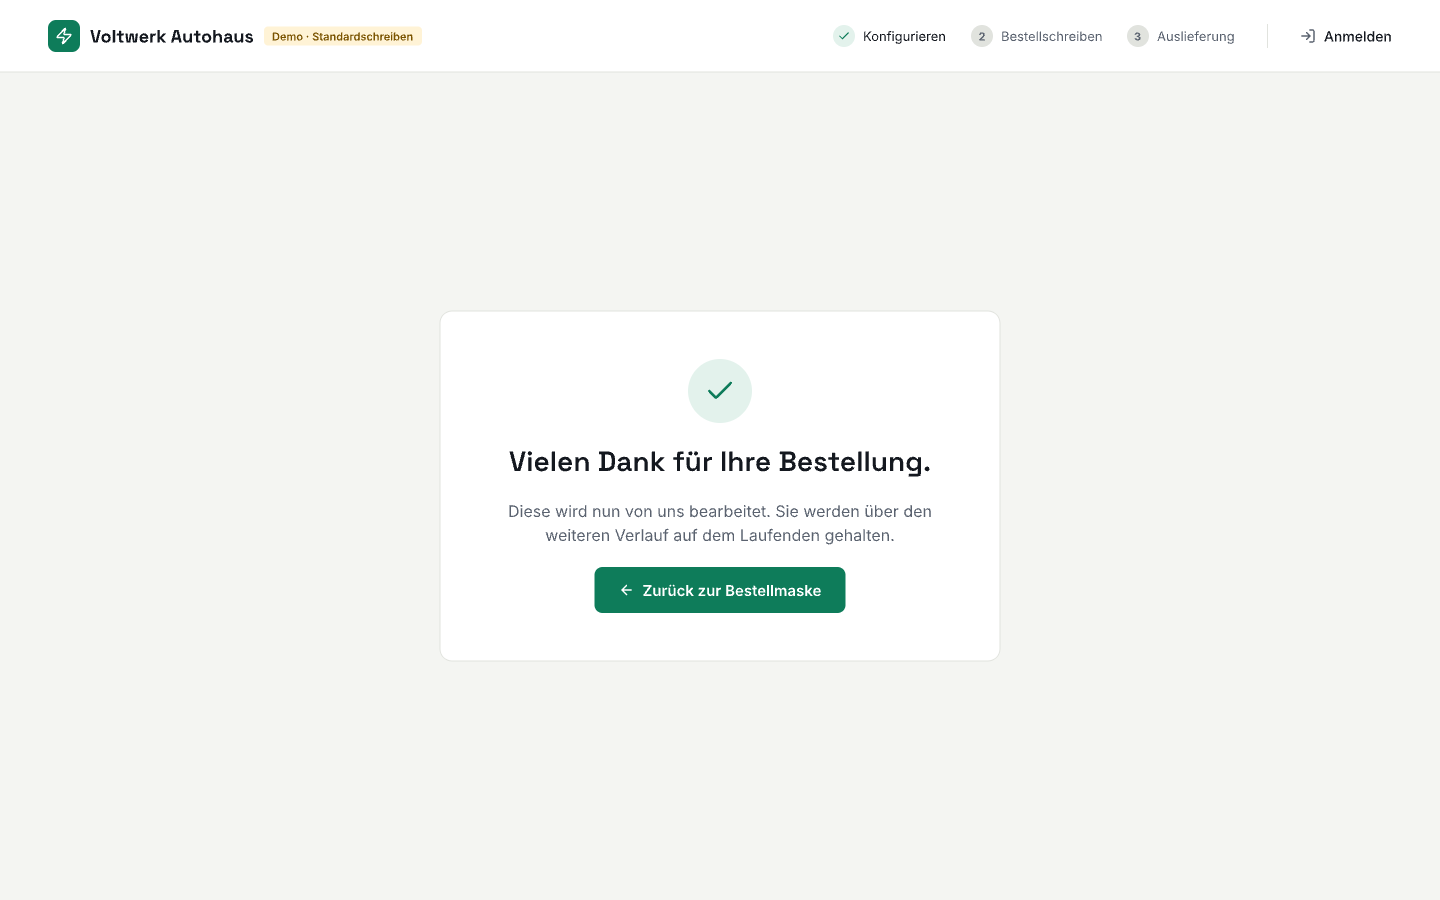 Voltwerk Autohaus
Demo · Standardschreiben
Konfigurieren
2 Bestellschreiben
3 Auslieferung
Anmelden
Vielen Dank für Ihre Bestellung.
Diese wird nun von uns bearbeitet. Sie werden über den
weiteren Verlauf auf dem Laufenden gehalten.
Zurück zur Bestellmaske